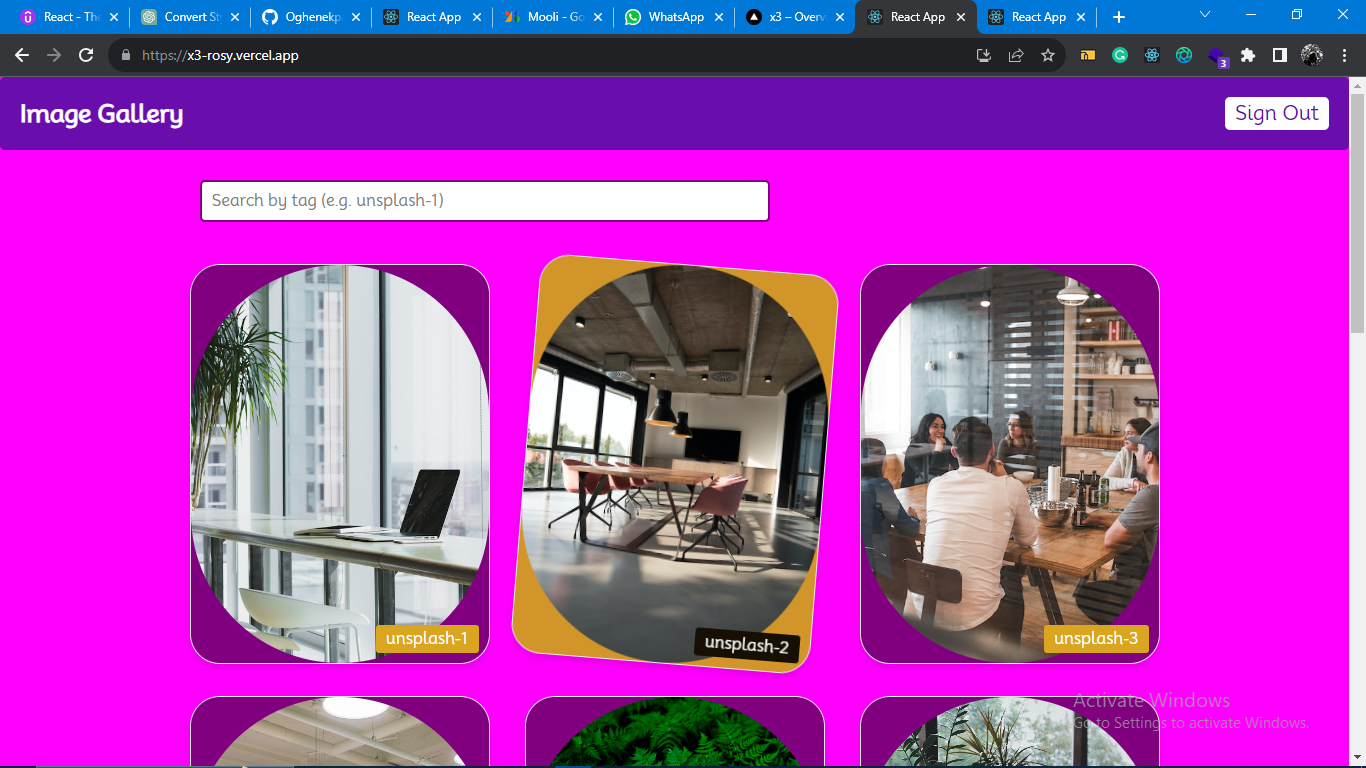 React - The
Convert St
Oghenekp
React App
Mooli - Go
WhatsApp
x3 – Overv
React App
React App
https://x3-rosy.vercel.app
3
Image Gallery
Sign Out
Search by tag (e.g. unsplash-1)
unsplash-1
unsplash-2
unsplash-3
Activate Windows
Go to Settings to activate Windows.